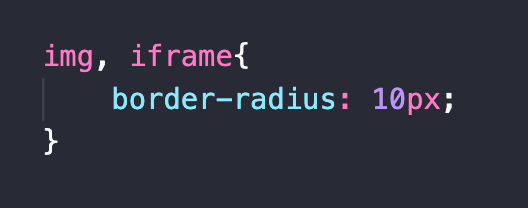 img, iframe{
    border-radius: 10px;
}